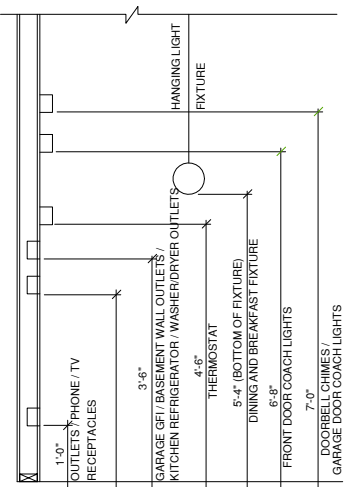 HANGING LIGHT
FIXTURE
1'-0"
OUTLETS / PHONE / TV
RECEPTACLES
3'-6"
GARAGE GFI / BASEMENT WALL OUTLETS /
KITCHEN REFRIGERATOR / WASHER/DRYER OUTLETS
4'-6"
THERMOSTAT
5'-4" (BOTTOM OF FIXTURE)
DINING AND BREAKFAST FIXTURE
6'-8"
FRONT DOOR COACH LIGHTS
7'-0"
DOORBELL CHIMES /
GARAGE DOOR COACH LIGHTS